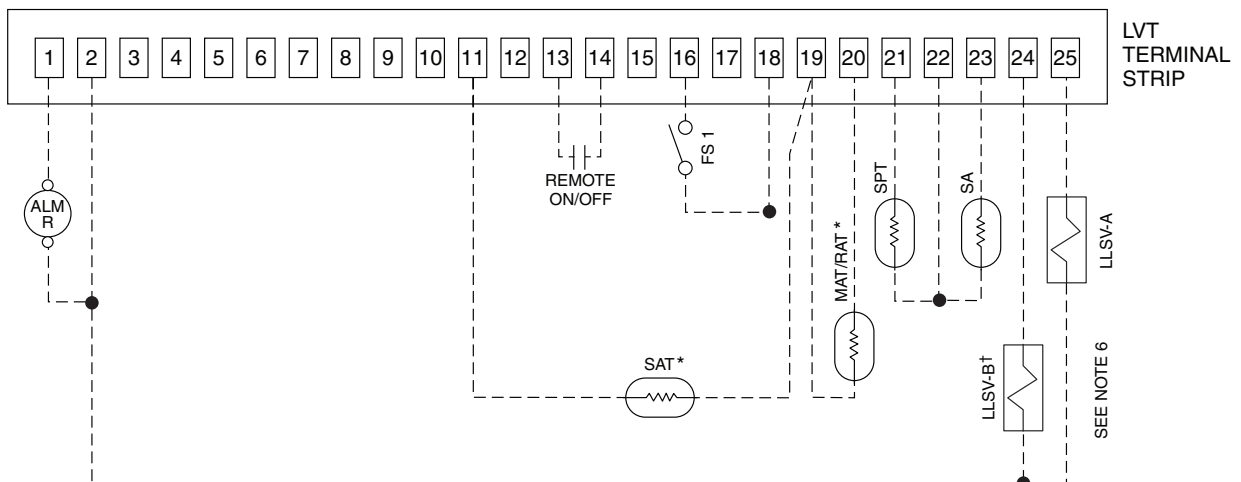 LVT
TERMINAL
STRIP
1 2 3 4 5 6 7 8 9 10 11 12 13 14 15 16 17 18 19 20 21 22 23 24 25
ALM
R
REMOTE
ON/OFF
FS 1
SAT*
MAT/RAT *
SPT
SA
LLSV-B†
LLSV-A
SEE NOTE 6